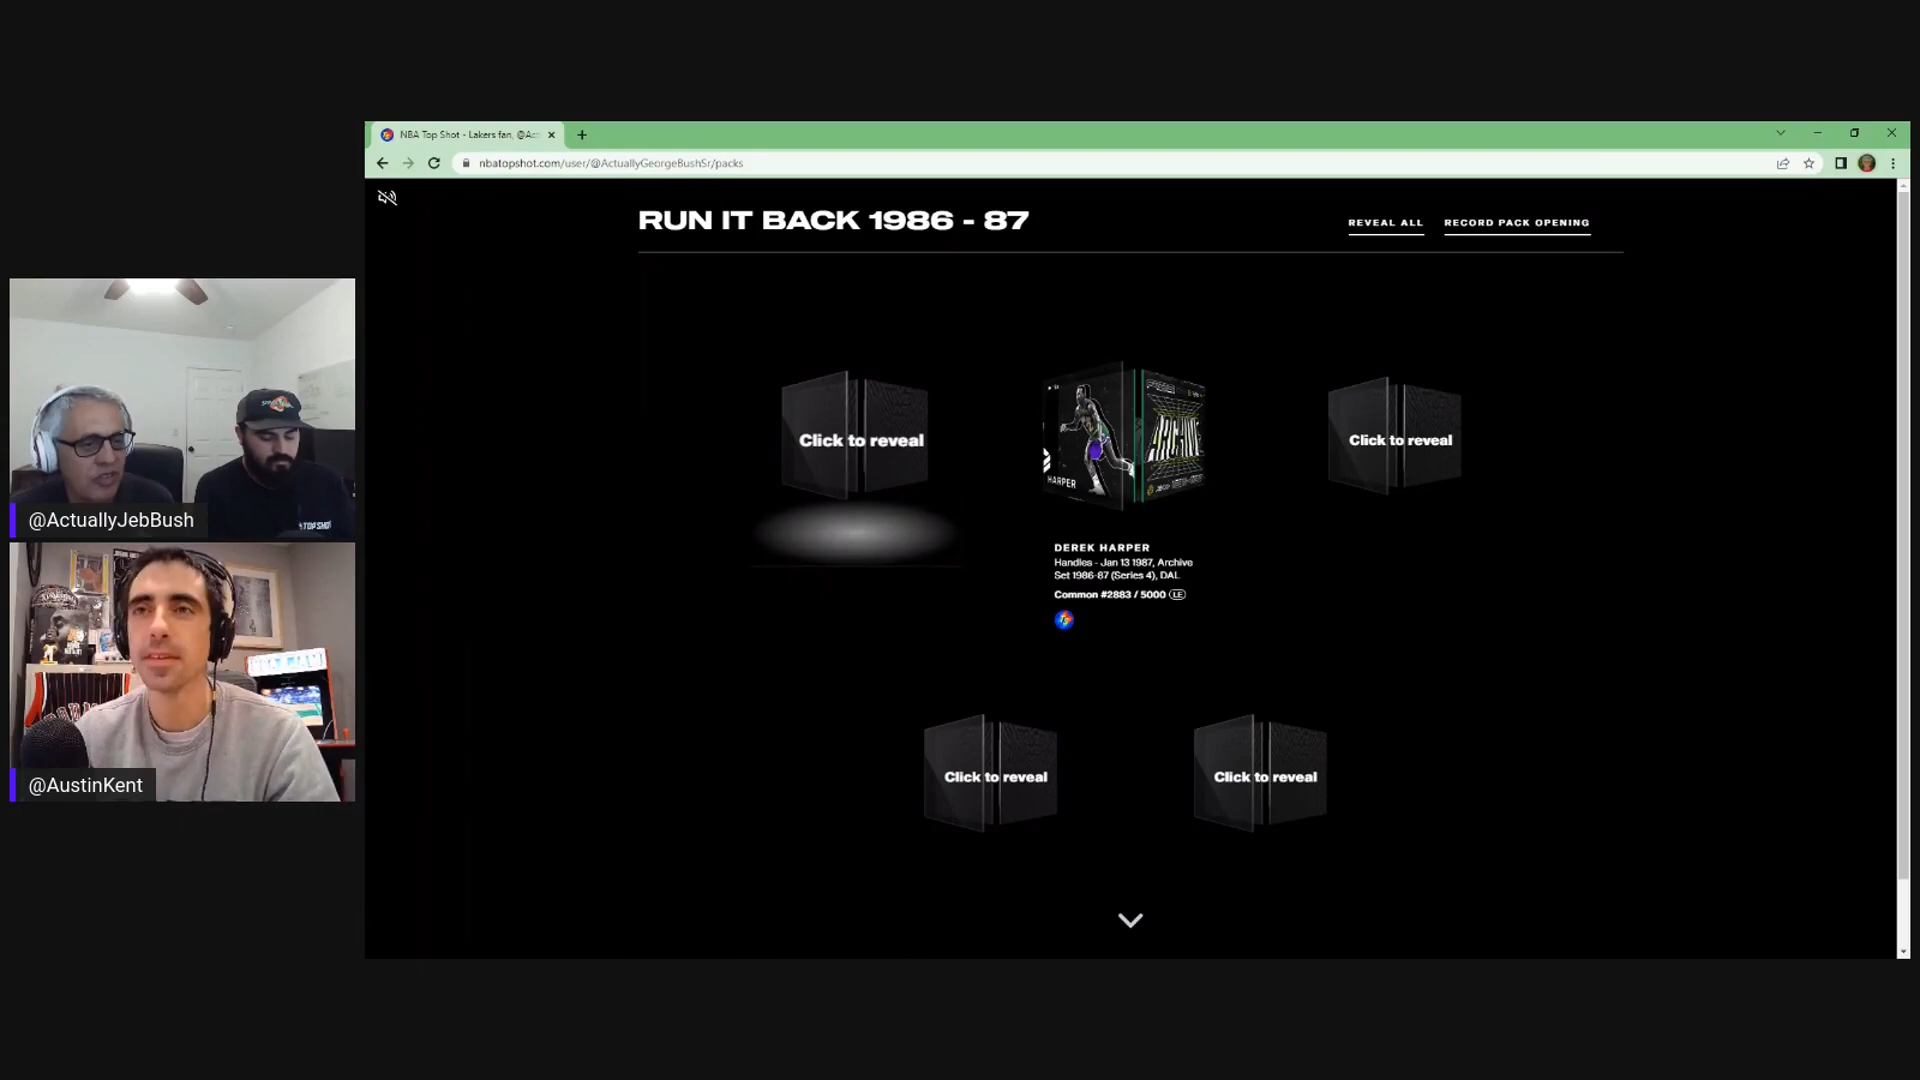 NBA Top Shot - Lakers fan, @Ac
nbatopshot.com/user/@ActuallyGeorgeBushSr/packs
RUN IT BACK 1986 - 87
REVEAL ALL
RECORD PACK OPENING
Click to reveal
HARPER
Click to reveal
DEREK HARPER
Handles - Jan 13 1987, Archive
Set 1986-87 (Series 4), DAL
Common #2883 / 5000 LE
Click to reveal
Click to reveal
@ActuallyJebBush
TOP SHOT
@AustinKent